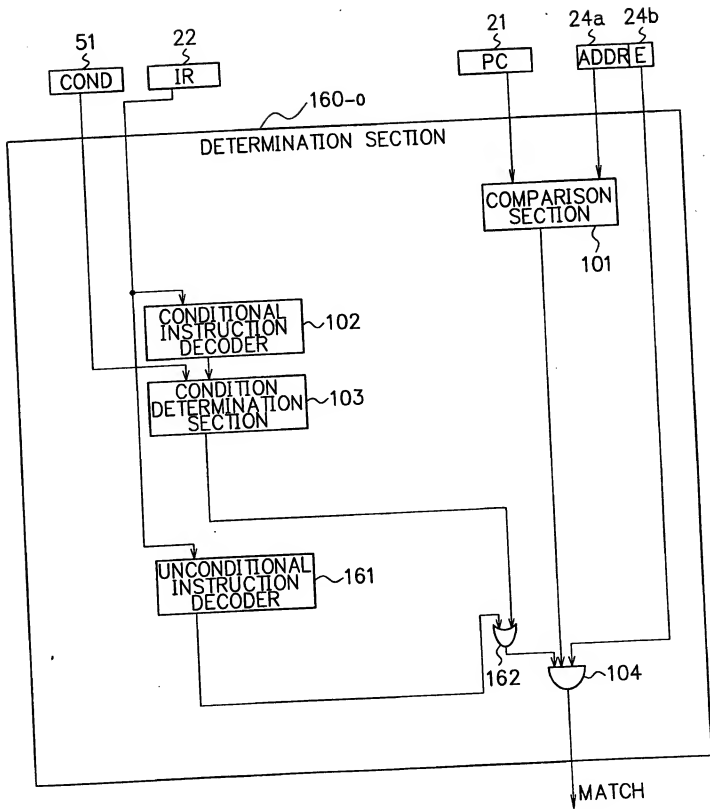 51 22 21 24a 24b
COND IR PC ADDR E
160-0
DETERMINATION SECTION
COMPARISON
SECTION
101
CONDITIONAL
INSTRUCTION
DECODER
102
CONDITION
DETERMINATION
SECTION
103
UNCONDITIONAL
INSTRUCTION
DECODER
161
162
104
MATCH